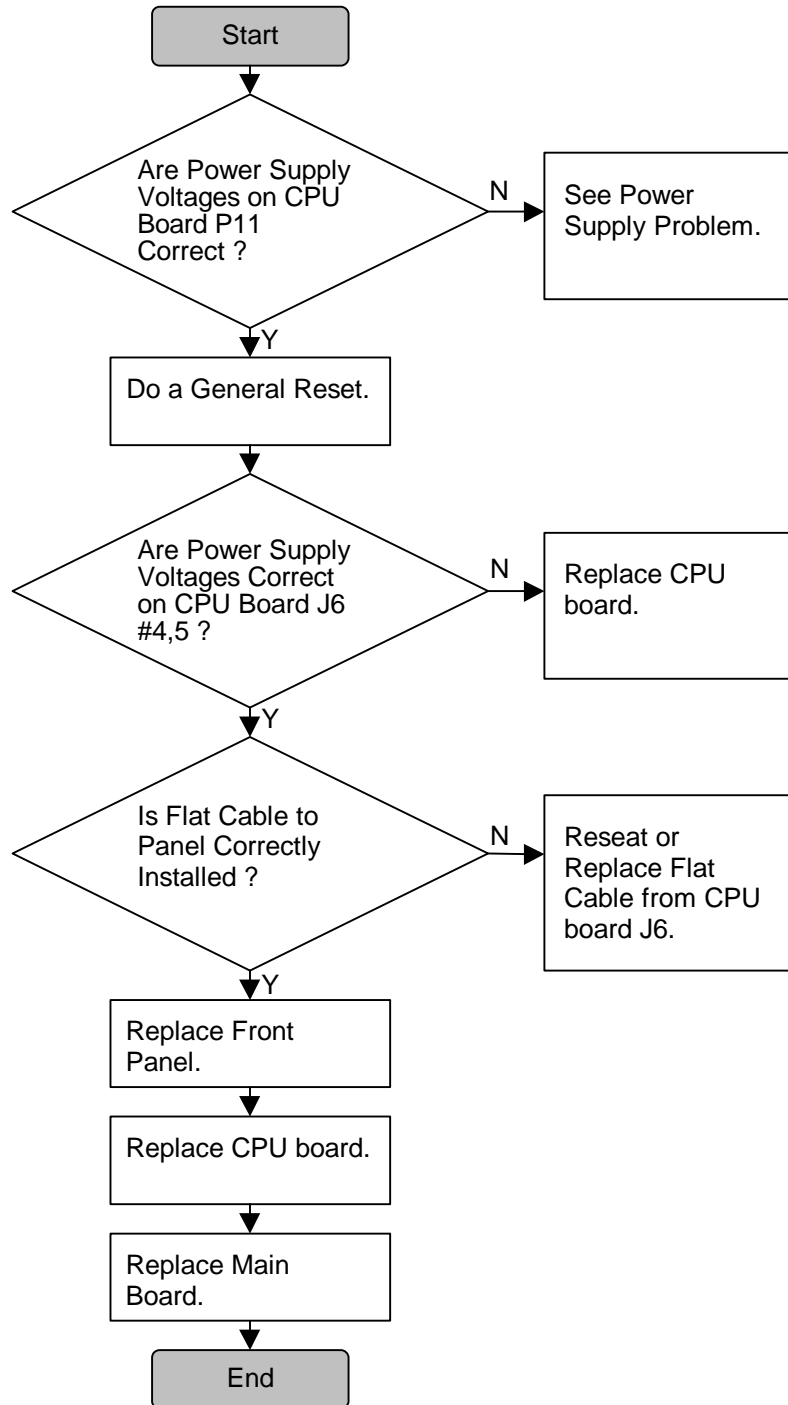 Start
Are Power Supply
Voltages on CPU
Board P11
Correct ?
N
See Power
Supply Problem.
Y
Do a General Reset.
Are Power Supply
Voltages Correct
on CPU Board J6
#4,5 ?
N
Replace CPU
board.
Y
Is Flat Cable to
Panel Correctly
Installed ?
N
Reseat or
Replace Flat
Cable from CPU
board J6.
Y
Replace Front
Panel.
Replace CPU board.
Replace Main
Board.
End